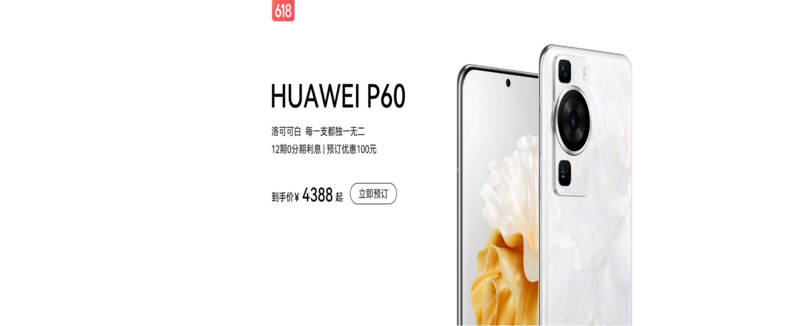 618
HUAWEI P60
洛可可白 每一支都独一无二
12期0分期利息 | 预订优惠100元
到手价¥ 4388 起 立即预订